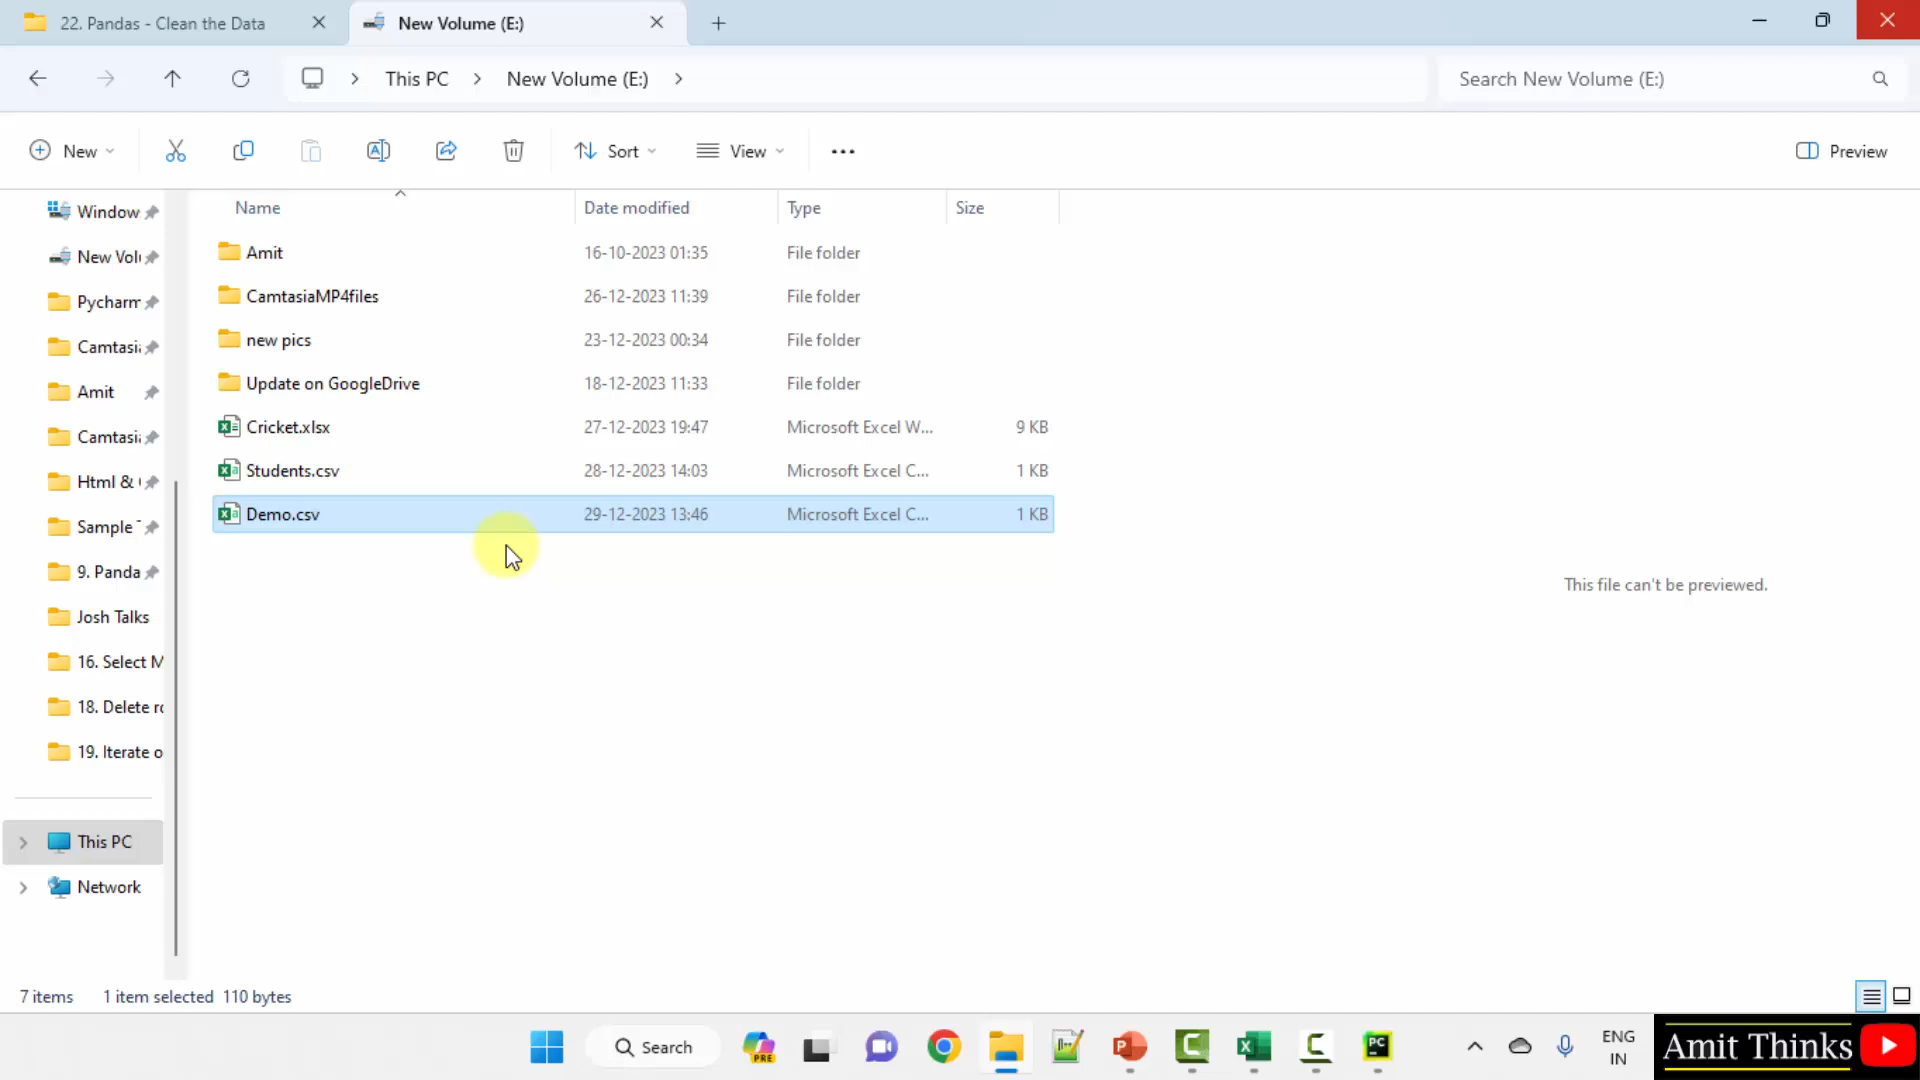 22. Pandas - Clean the Data
New Volume (E:)
This PC > New Volume (E:) >
Search New Volume (E:)
New
Sort
View
Preview
Name Date modified Type Size
Amit 16-10-2023 01:35 File folder
CamtasiaMP4files 26-12-2023 11:39 File folder
new pics 23-12-2023 00:34 File folder
Update on GoogleDrive 18-12-2023 11:33 File folder
Cricket.xlsx 27-12-2023 19:47 Microsoft Excel W... 9 KB
Students.csv 28-12-2023 14:03 Microsoft Excel C... 1 KB
Demo.csv 29-12-2023 13:46 Microsoft Excel C... 1 KB
Window
New Vol
Pycharm
Camtasi
Amit
Camtasi
Html &
Sample
9. Panda
Josh Talks
16. Select M
18. Delete ro
19. Iterate o
This PC
Network
This file can't be previewed.
7 items 1 item selected 110 bytes
Search
PRE
PC
ENG
IN
Amit Thinks